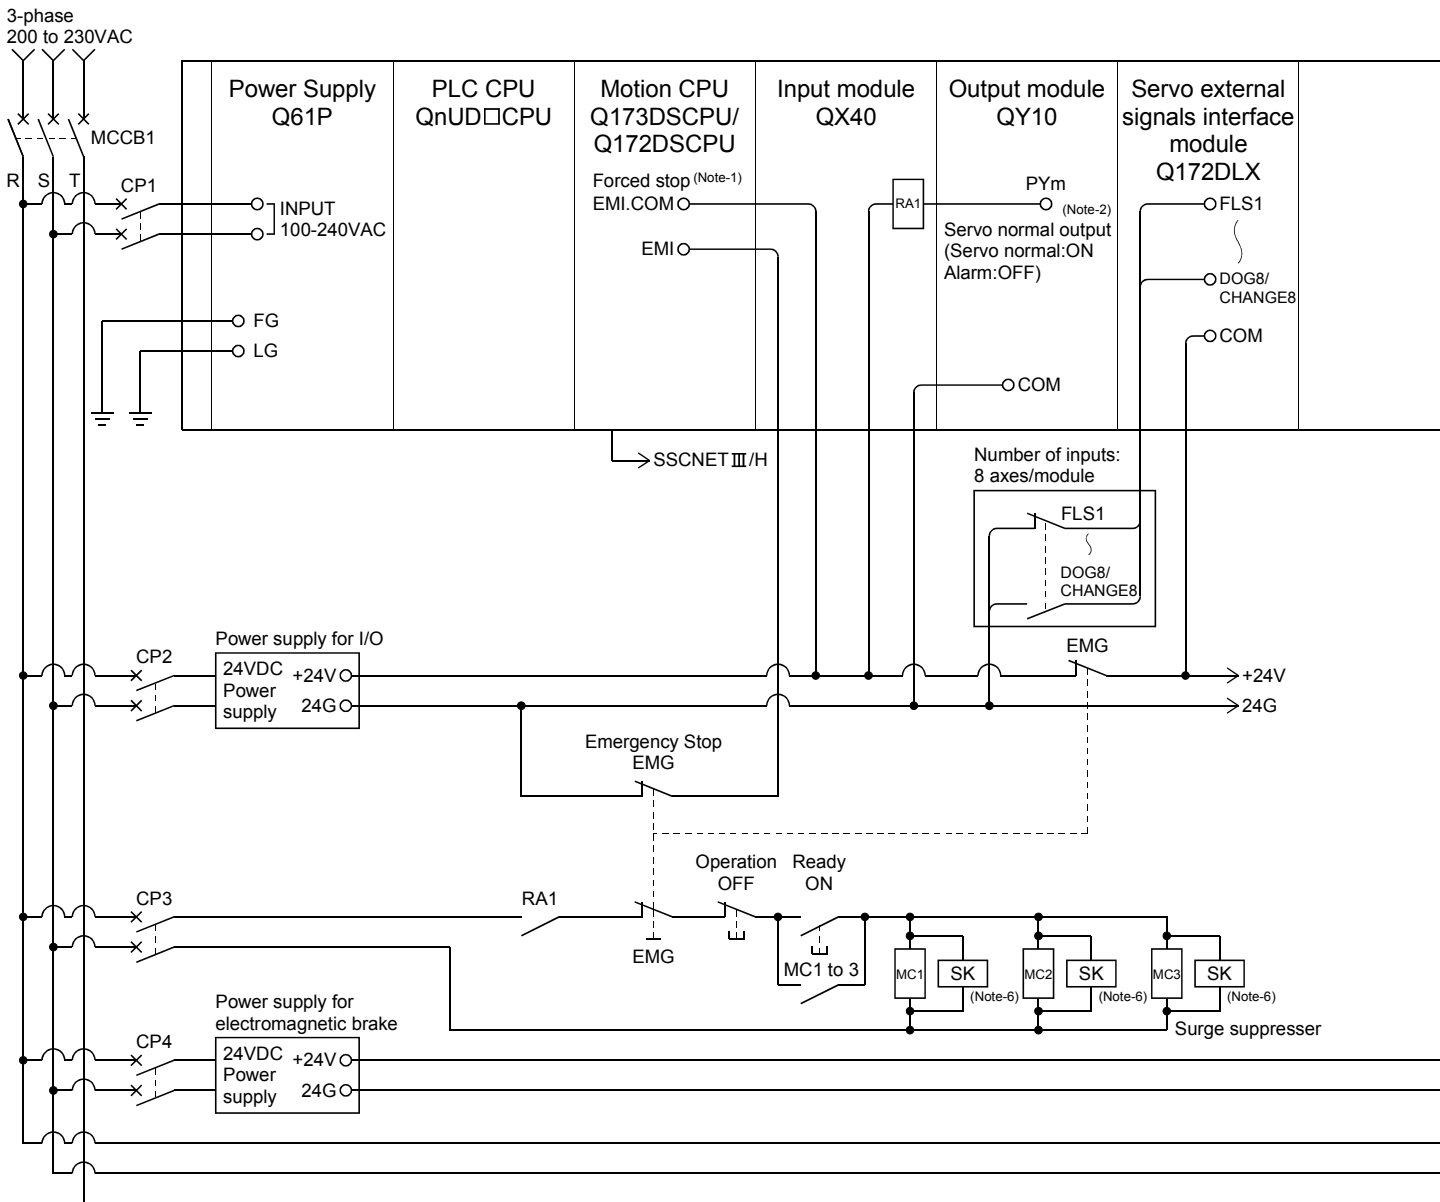 3-phase
200 to 230VAC
MCCB1
R S T
CP1
Power Supply
Q61P
INPUT
100-240VAC
FG
LG
PLC CPU
QnUD□CPU
Motion CPU
Q173DSCPU/
Q172DSCPU
Forced stop (Note-1)
EMI.COM
EMI
Input module
QX40
RA1
Output module
QY10
PYm
(Note-2)
Servo normal output
(Servo normal:ON
Alarm:OFF)
COM
Servo external
signals interface
module
Q172DLX
FLS1
DOG8/
CHANGE8
COM
SSCNETⅢ/H
Number of inputs:
8 axes/module
FLS1
DOG8/
CHANGE8
EMG
CP2
Power supply for I/O
24VDC
Power
supply
+24V
24G
+24V
24G
Emergency Stop
EMG
CP3
RA1
EMG
Operation
OFF
Ready
ON
MC1 to 3
MC1
SK
(Note-6)
MC2
SK
(Note-6)
MC3
SK
(Note-6)
Surge suppresser
CP4
Power supply for
electromagnetic brake
24VDC
Power
supply
+24V
24G